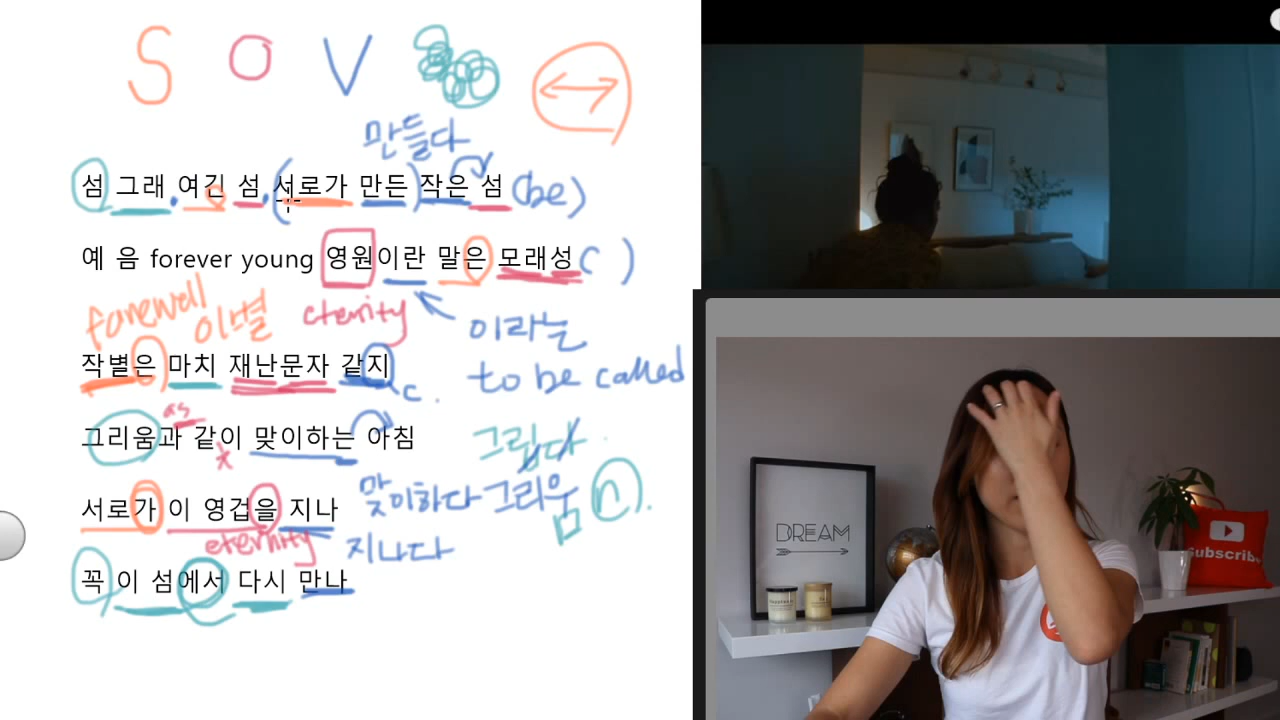 S O V
만들다
섬 그래 여긴 섬 서로가 만든 작은 섬 (be)
예 음 forever young 영원이란 말은 모래성 ( )
farewell 이별 eternity 이라는
작별은 마치 재난문자 같지 to be called
as
그리움과 같이 맞이하는 아침 그립다
서로가 이 영겁을 지나 맞이하다 그리움 n.
eternity 지나다
꼭 이 섬에서 다시 만나
DREAM
Subscribe